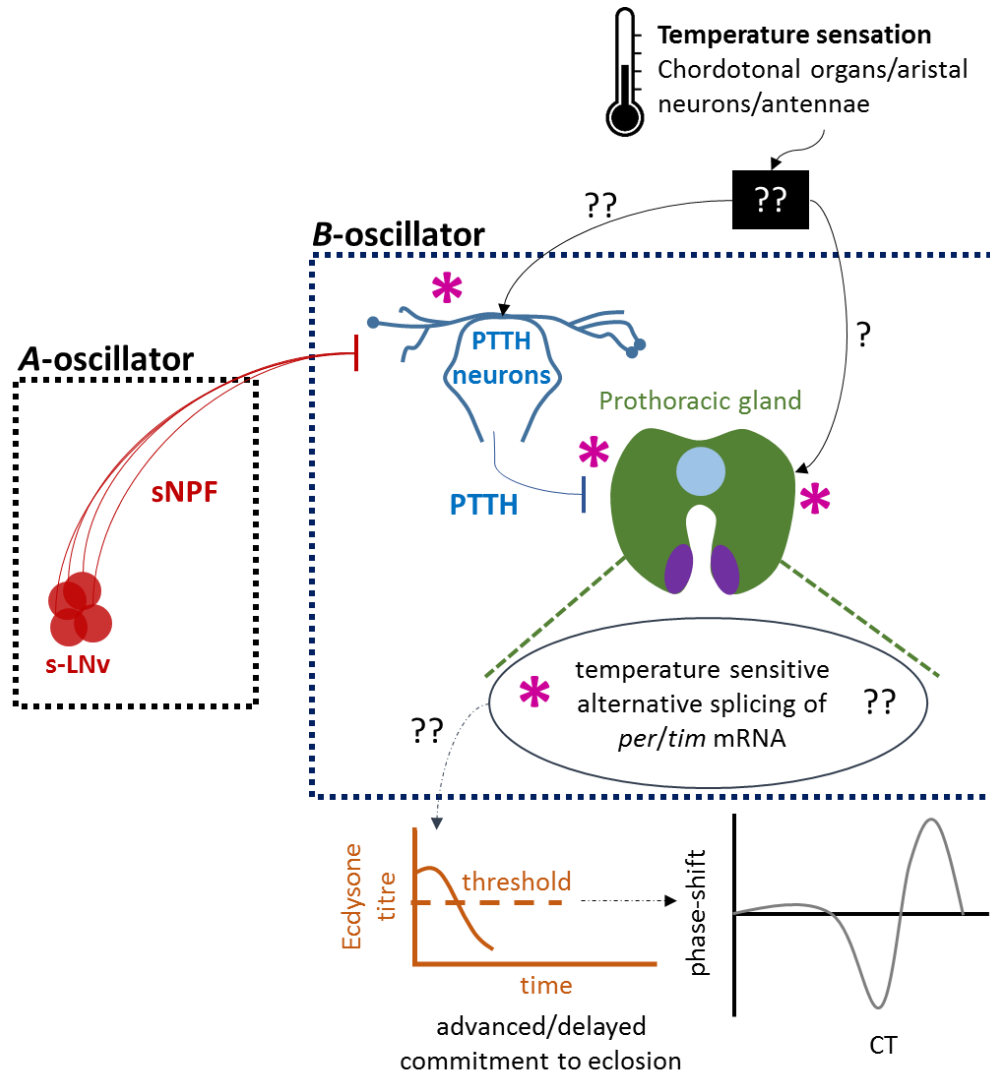 Temperature sensation
Chordotonal organs/aristal
neurons/antennae
??
??
?
B-oscillator
*
PTTH
neurons
A-oscillator
Prothoracic gland
*
sNPF
PTTH
*
s-LNv
*
temperature sensitive
alternative splicing of
per/tim mRNA
??
??
Ecdysone
titre
threshold
time
advanced/delayed
commitment to eclosion
phase-shift
CT